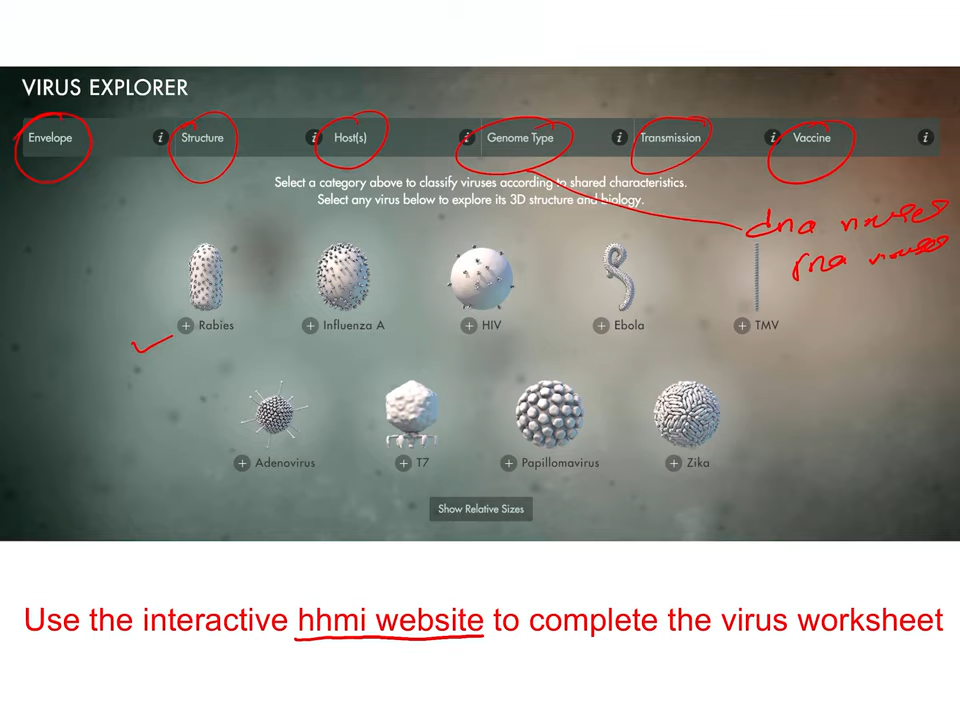 VIRUS EXPLORER
Envelope i Structure i Host(s) i Genome Type i Transmission i Vaccine i
Select a category above to classify viruses according to shared characteristics.
Select any virus below to explore its 3D structure and biology.
dna viruses
rna viruses
+ Rabies + Influenza A + HIV + Ebola + TMV
+ Adenovirus + T7 + Papillomavirus + Zika
Show Relative Sizes
Use the interactive hhmi website to complete the virus worksheet